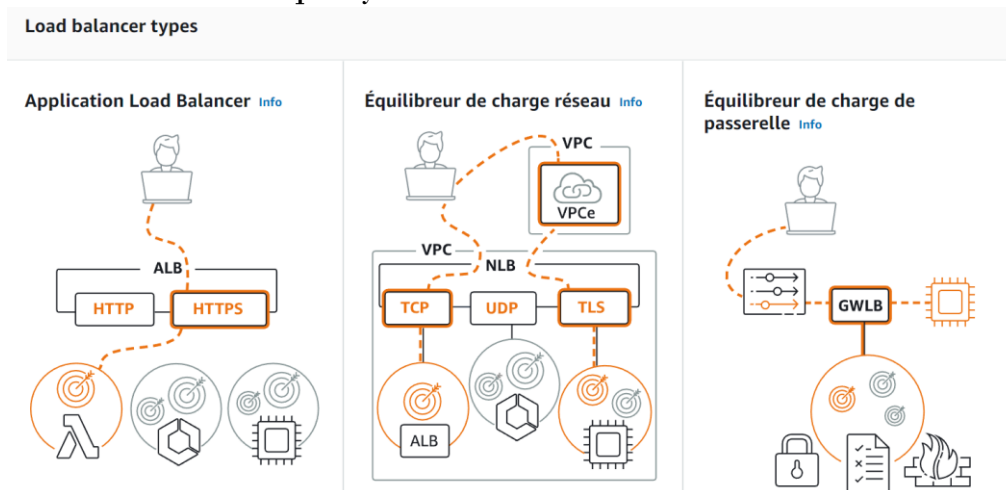 Load balancer types
Application Load Balancer Info
ALB
HTTP
HTTPS
Équilibreur de charge réseau Info
VPC
VPCe
VPC
NLB
TCP
UDP
TLS
ALB
Équilibreur de charge de
passerelle Info
GWLB